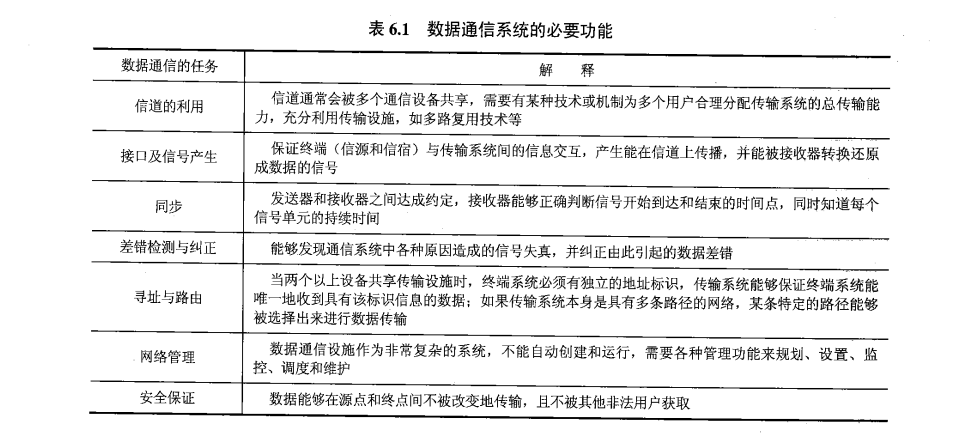 表 6.1 数据通信系统的必要功能
数据通信的任务
解 释
信道的利用
信道通常会被多个通信设备共享，需要有某种技术或机制为多个用户合理分配传输系统的总传输能
力，充分利用传输设施，如多路复用技术等
接口及信号产生
保证终端（信源和信宿）与传输系统间的信息交互，产生能在信道上传播，并能被接收器转换还原
成数据的信号
同步
发送器和接收器之间达成约定，接收器能够正确判断信号开始到达和结束的时间点，同时知道每个
信号单元的持续时间
差错检测与纠正
能够发现通信系统中各种原因造成的信号失真，并纠正由此引起的数据差错
寻址与路由
当两个以上设备共享传输设施时，终端系统必须有独立的地址标识，传输系统能够保证终端系统能
唯一地收到具有该标识信息的数据；如果传输系统本身是具有多条路径的网络，某条特定的路径能够
被选择出来进行数据传输
网络管理
数据通信设施作为非常复杂的系统，不能自动创建和运行，需要各种管理功能来规划、设置、监
控、调度和维护
安全保证
数据能够在源点和终点间不被改变地传输，且不被其他非法用户获取